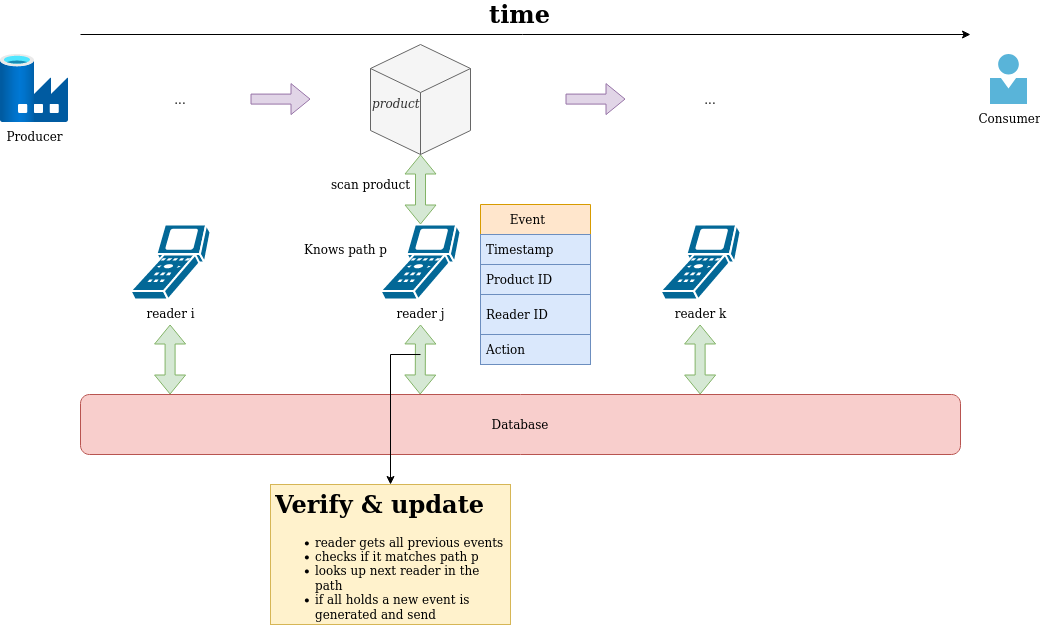 time
...
product
...
Producer
Consumer
scan product
Knows path p
Event
Timestamp
Product ID
Reader ID
Action
reader i
reader j
reader k
Database
Verify & update
• reader gets all previous events
• checks if it matches path p
• looks up next reader in the
path
• if all holds a new event is
generated and send